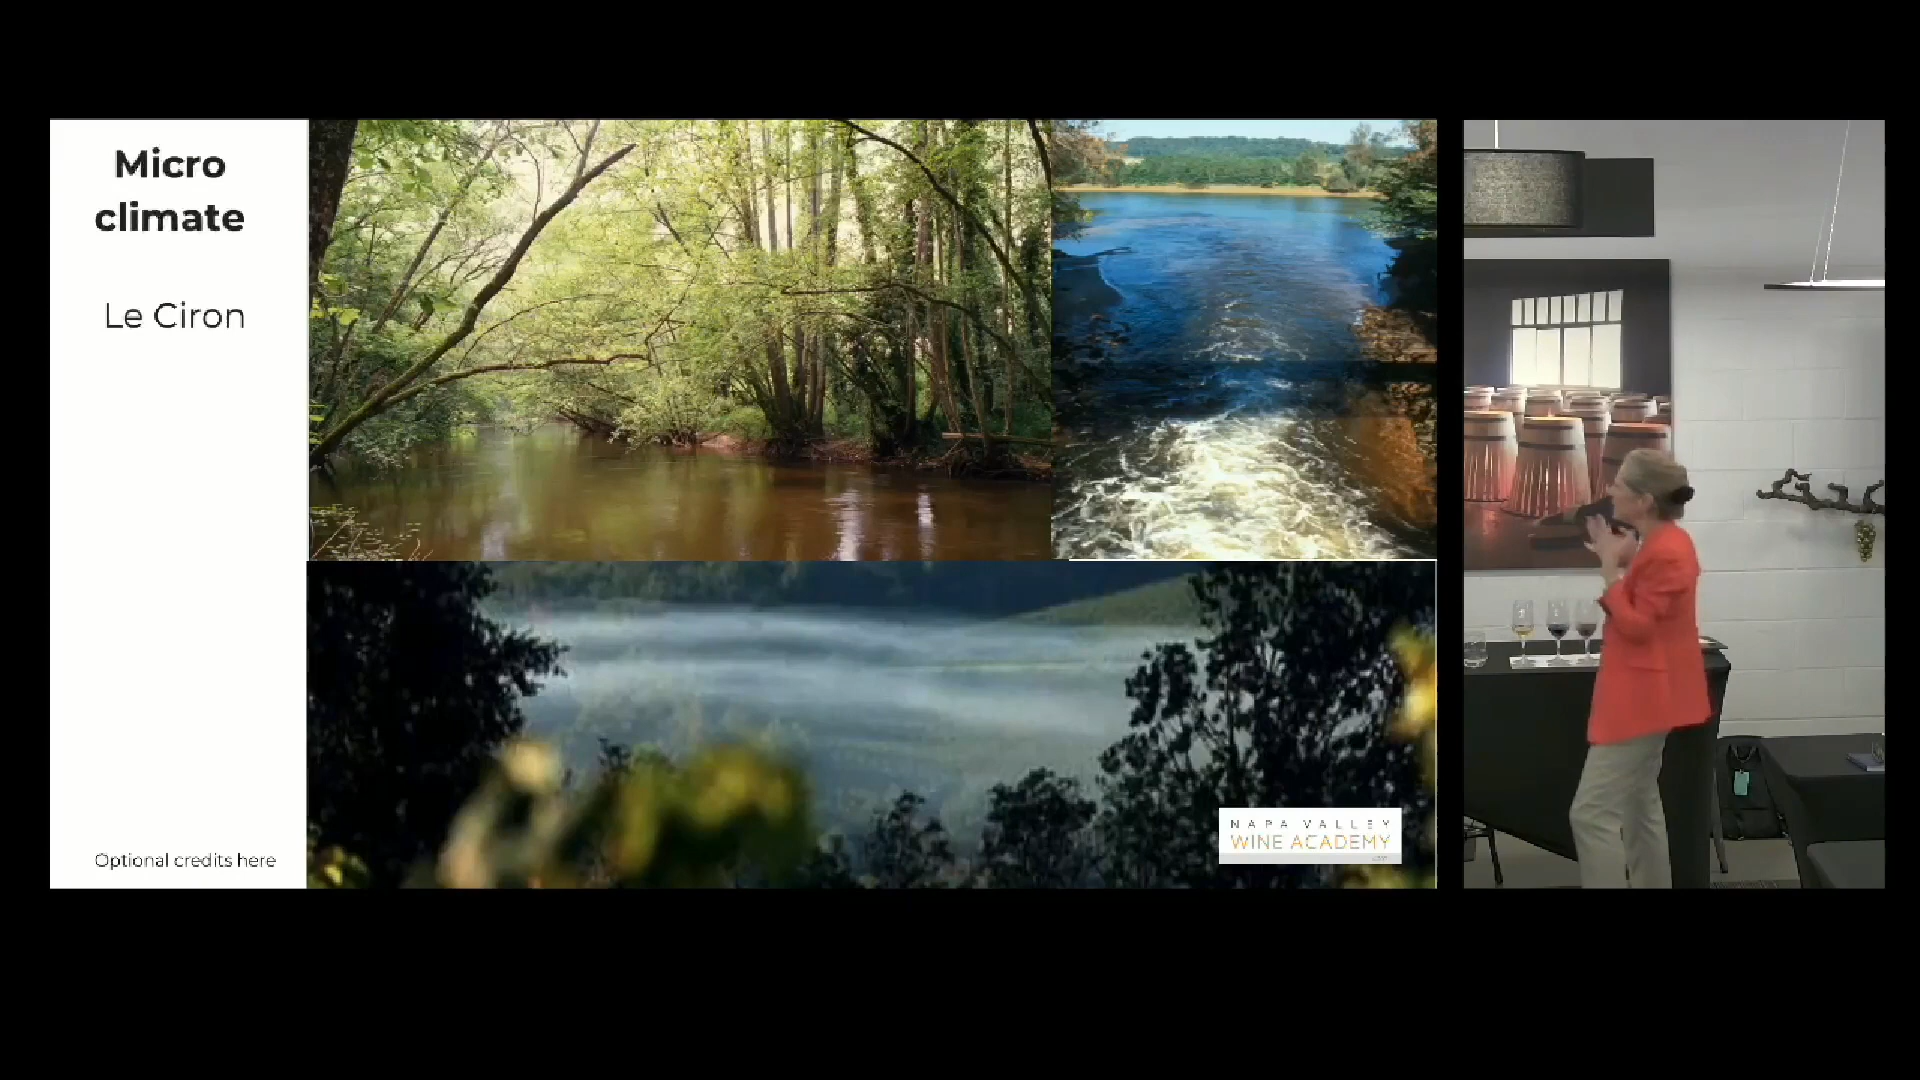 Micro
climate
Le Ciron
Optional credits here
NAPA VALLEY
WINE ACADEMY